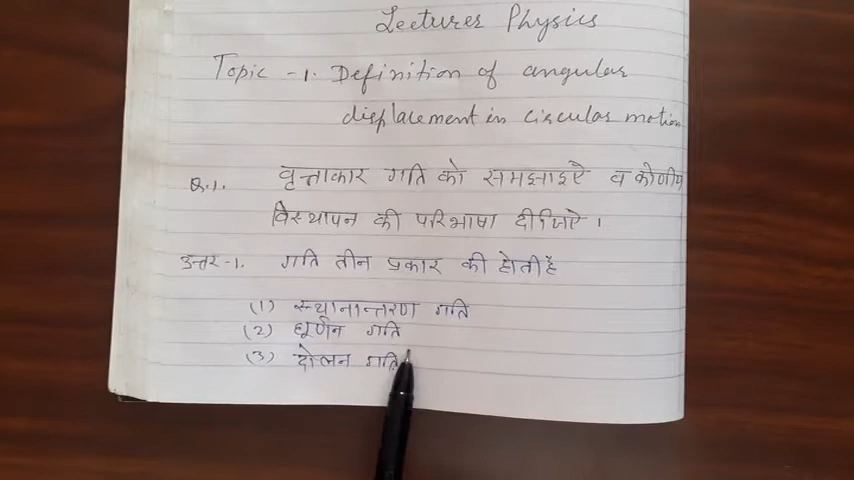 Lecturer Physics
Topic -1. Definition of angular
displacement in circular motion
Q.1. वृत्ताकार गति को समझाइऐ व कोणीय
विस्थापन की परिभाषा दीजिऐ ।
उत्तर -1. गति तीन प्रकार की होती है
(1) स्थानान्तरण गति
(2) घूर्णन गति
(3) दोलन गति